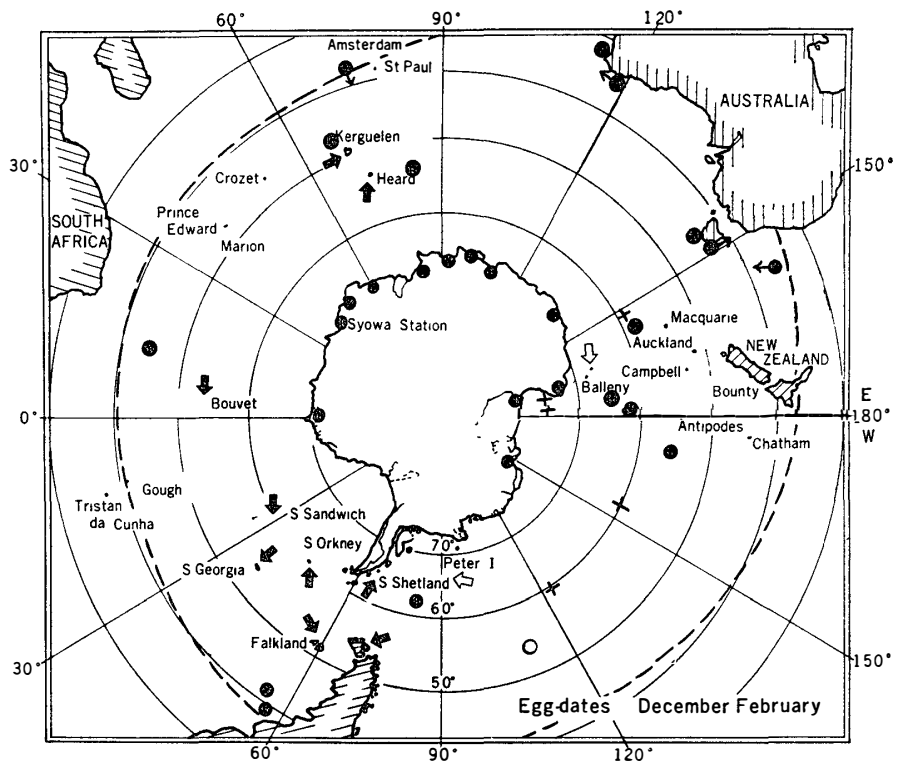 60°
90°
120°
Amsterdam
St Paul
AUSTRALIA
Kerguelen
30°
150°
Crozet
Heard
SOUTH
AFRICA
Prince
Edward
Marion
Syowa Station
Macquarie
Auckland
NEW
ZEALAND
Campbell
Balleny
Bounty
Bouvet
E
0°
180°
W
Antipodes
Chatham
Gough
Tristan
da Cunha
S Sandwich
S Orkney
70°
Peter I
S Georgia
S Shetland
60°
Falkland
30°
150°
50°
Egg-dates December February
60°
90°
120°